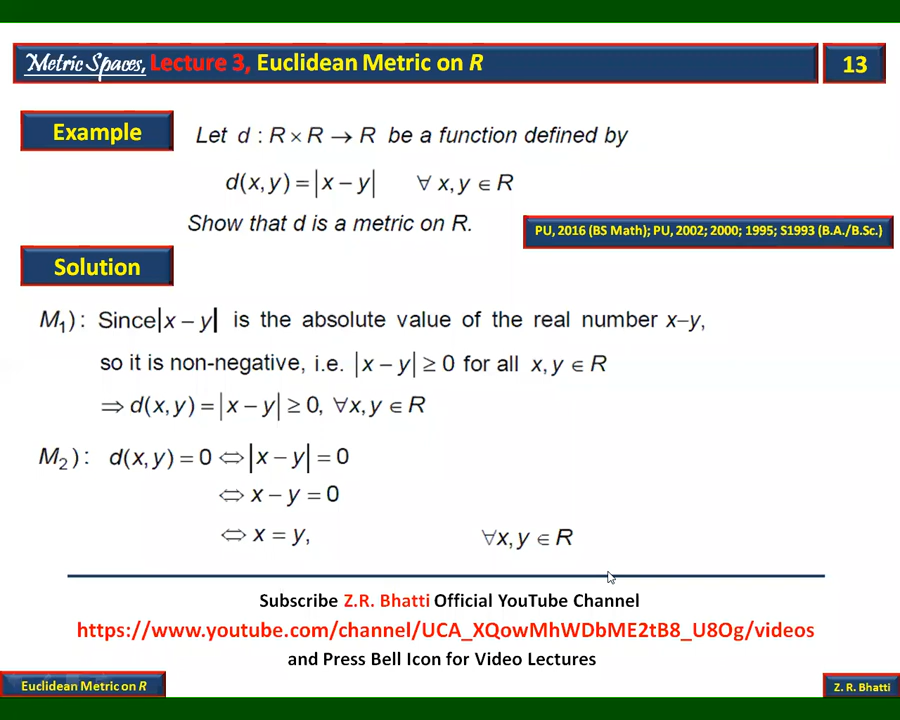 Metric Spaces, Lecture 3, Euclidean Metric on R
13
Example
Let d : R × R → R be a function defined by
d(x, y) = |x − y| ∀ x, y ∈ R
Show that d is a metric on R.
PU, 2016 (BS Math); PU, 2002; 2000; 1995; S1993 (B.A./B.Sc.)
Solution
M₁): Since |x − y| is the absolute value of the real number x–y,
so it is non-negative, i.e. |x − y| ≥ 0 for all x, y ∈ R
⇒ d(x, y) = |x − y| ≥ 0, ∀x, y ∈ R
M₂): d(x, y) = 0 ⇔ |x − y| = 0
⇔ x − y = 0
⇔ x = y, ∀x, y ∈ R
Subscribe Z.R. Bhatti Official YouTube Channel
https://www.youtube.com/channel/UCA_XQowMhWDbME2tB8_U8Og/videos
and Press Bell Icon for Video Lectures
Euclidean Metric on R
Z. R. Bhatti